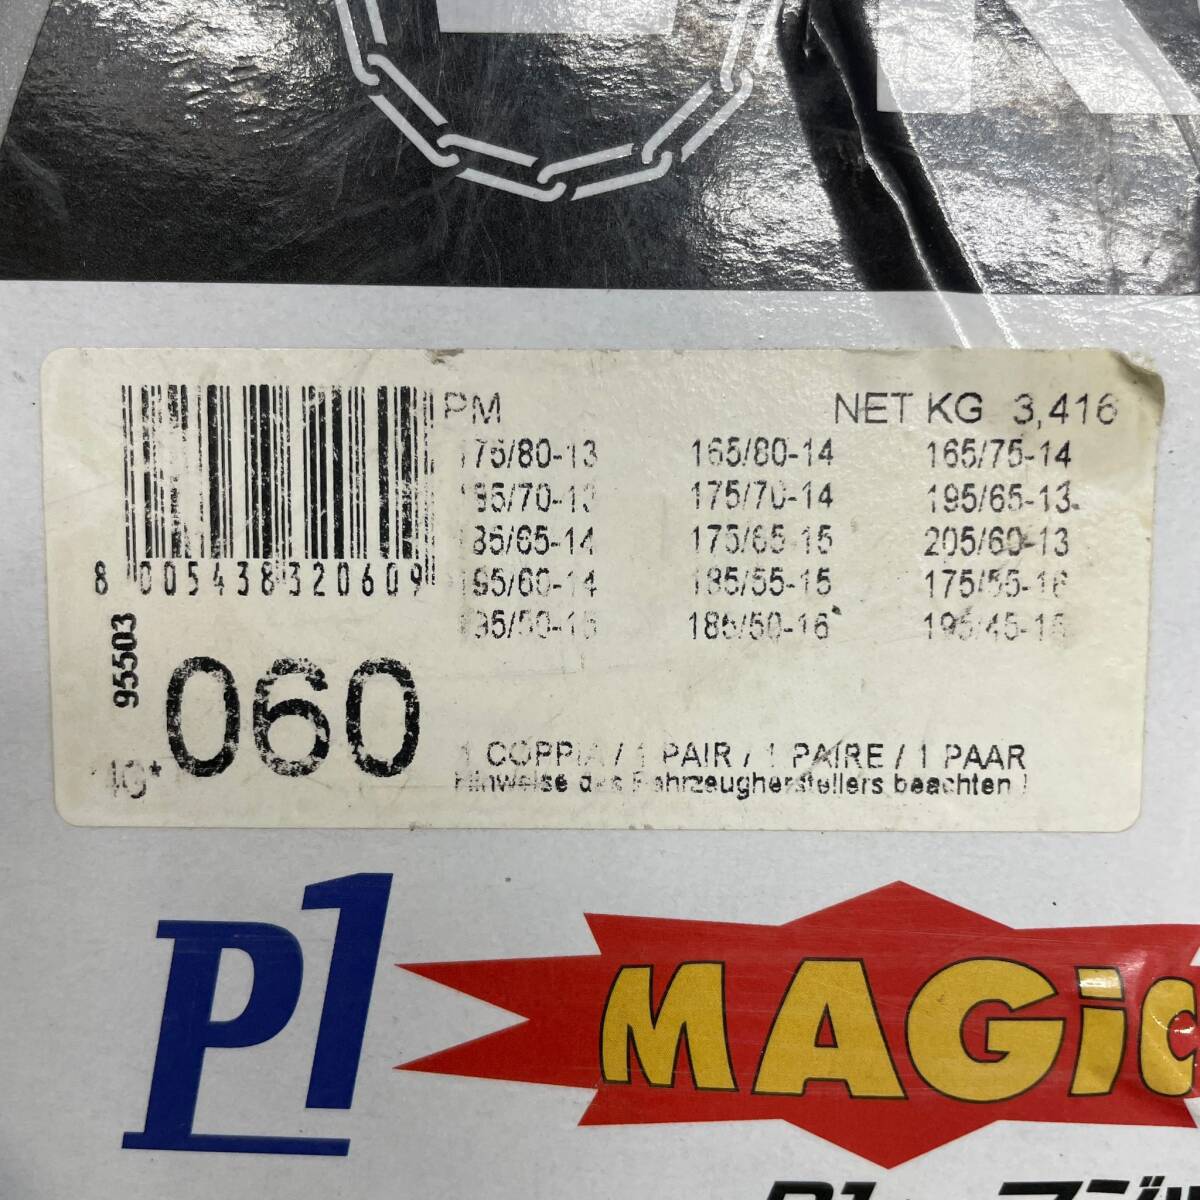 PM NET KG 3,416
175/80-13 165/80-14 165/75-14
185/70-13 175/70-14 195/65-13
185/65-14 175/65-15 205/60-13
195/60-14 185/55-15 175/55-16
195/50-15 185/50-16 195/45-16
8 005438 320609
95503
060
1 COPPIA / 1 PAIR / 1 PAIRE / 1 PAAR
Hinweise des Fahrzeugherstellers beachten !
P1
MAGic